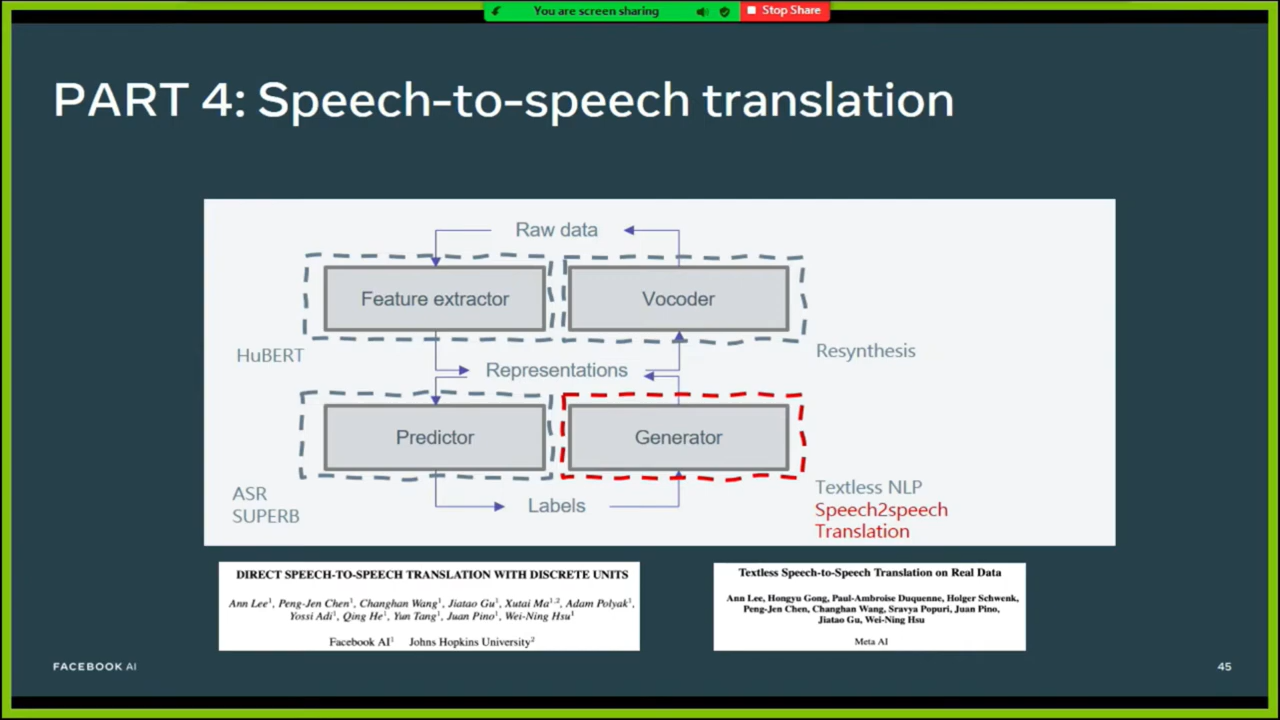 You are screen sharing
Stop Share
PART 4: Speech-to-speech translation
Raw data
Feature extractor
Vocoder
HuBERT
Resynthesis
Representations
Predictor
Generator
ASR
SUPERB
Labels
Textless NLP
Speech2speech
Translation
DIRECT SPEECH-TO-SPEECH TRANSLATION WITH DISCRETE UNITS
Ann Lee¹, Peng-Jen Chen¹, Changhan Wang¹, Jiatao Gu¹, Xutai Ma¹,², Adam Polyak¹,
Yossi Adi¹, Qing He¹, Yun Tang¹, Juan Pino¹, Wei-Ning Hsu¹
Facebook AI¹ Johns Hopkins University²
Textless Speech-to-Speech Translation on Real Data
Ann Lee, Hongyu Gong, Paul-Ambroise Duquenne, Holger Schwenk,
Peng-Jen Chen, Changhan Wang, Sravya Popuri, Juan Pino,
Jiatao Gu, Wei-Ning Hsu
Meta AI
FACEBOOK AI
45